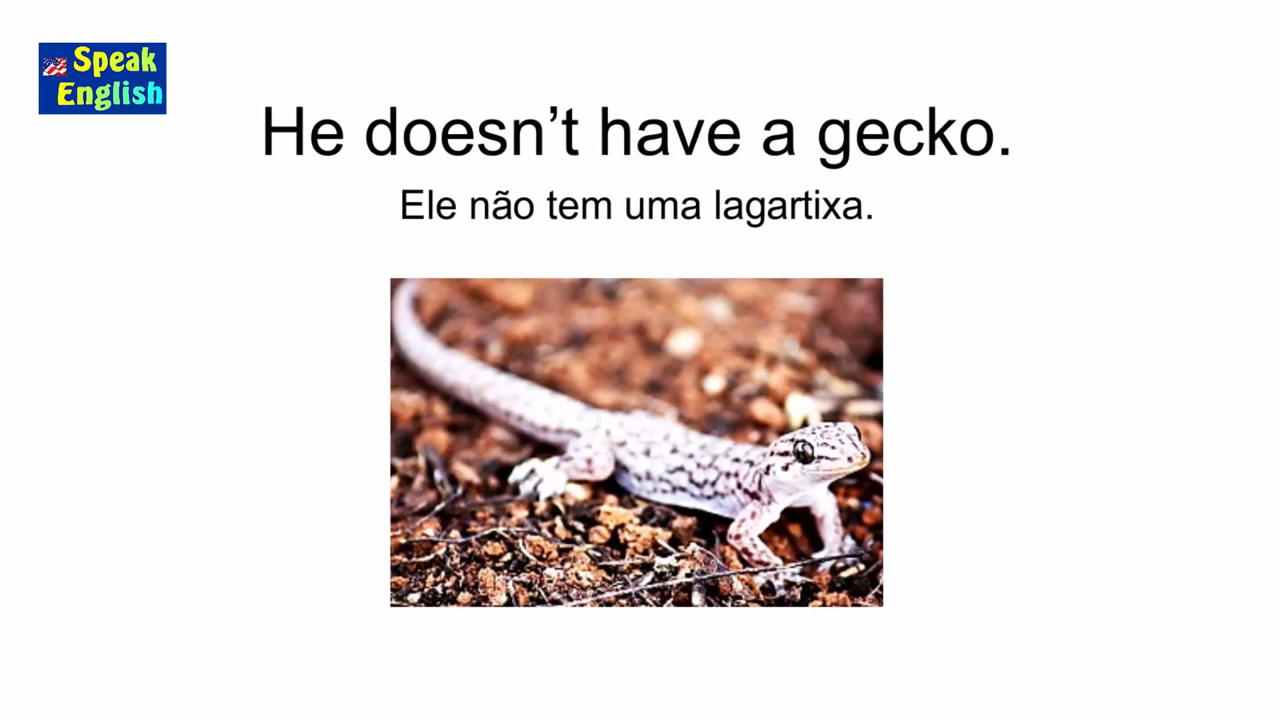 Speak
English
He doesn’t have a gecko.
Ele não tem uma lagartixa.